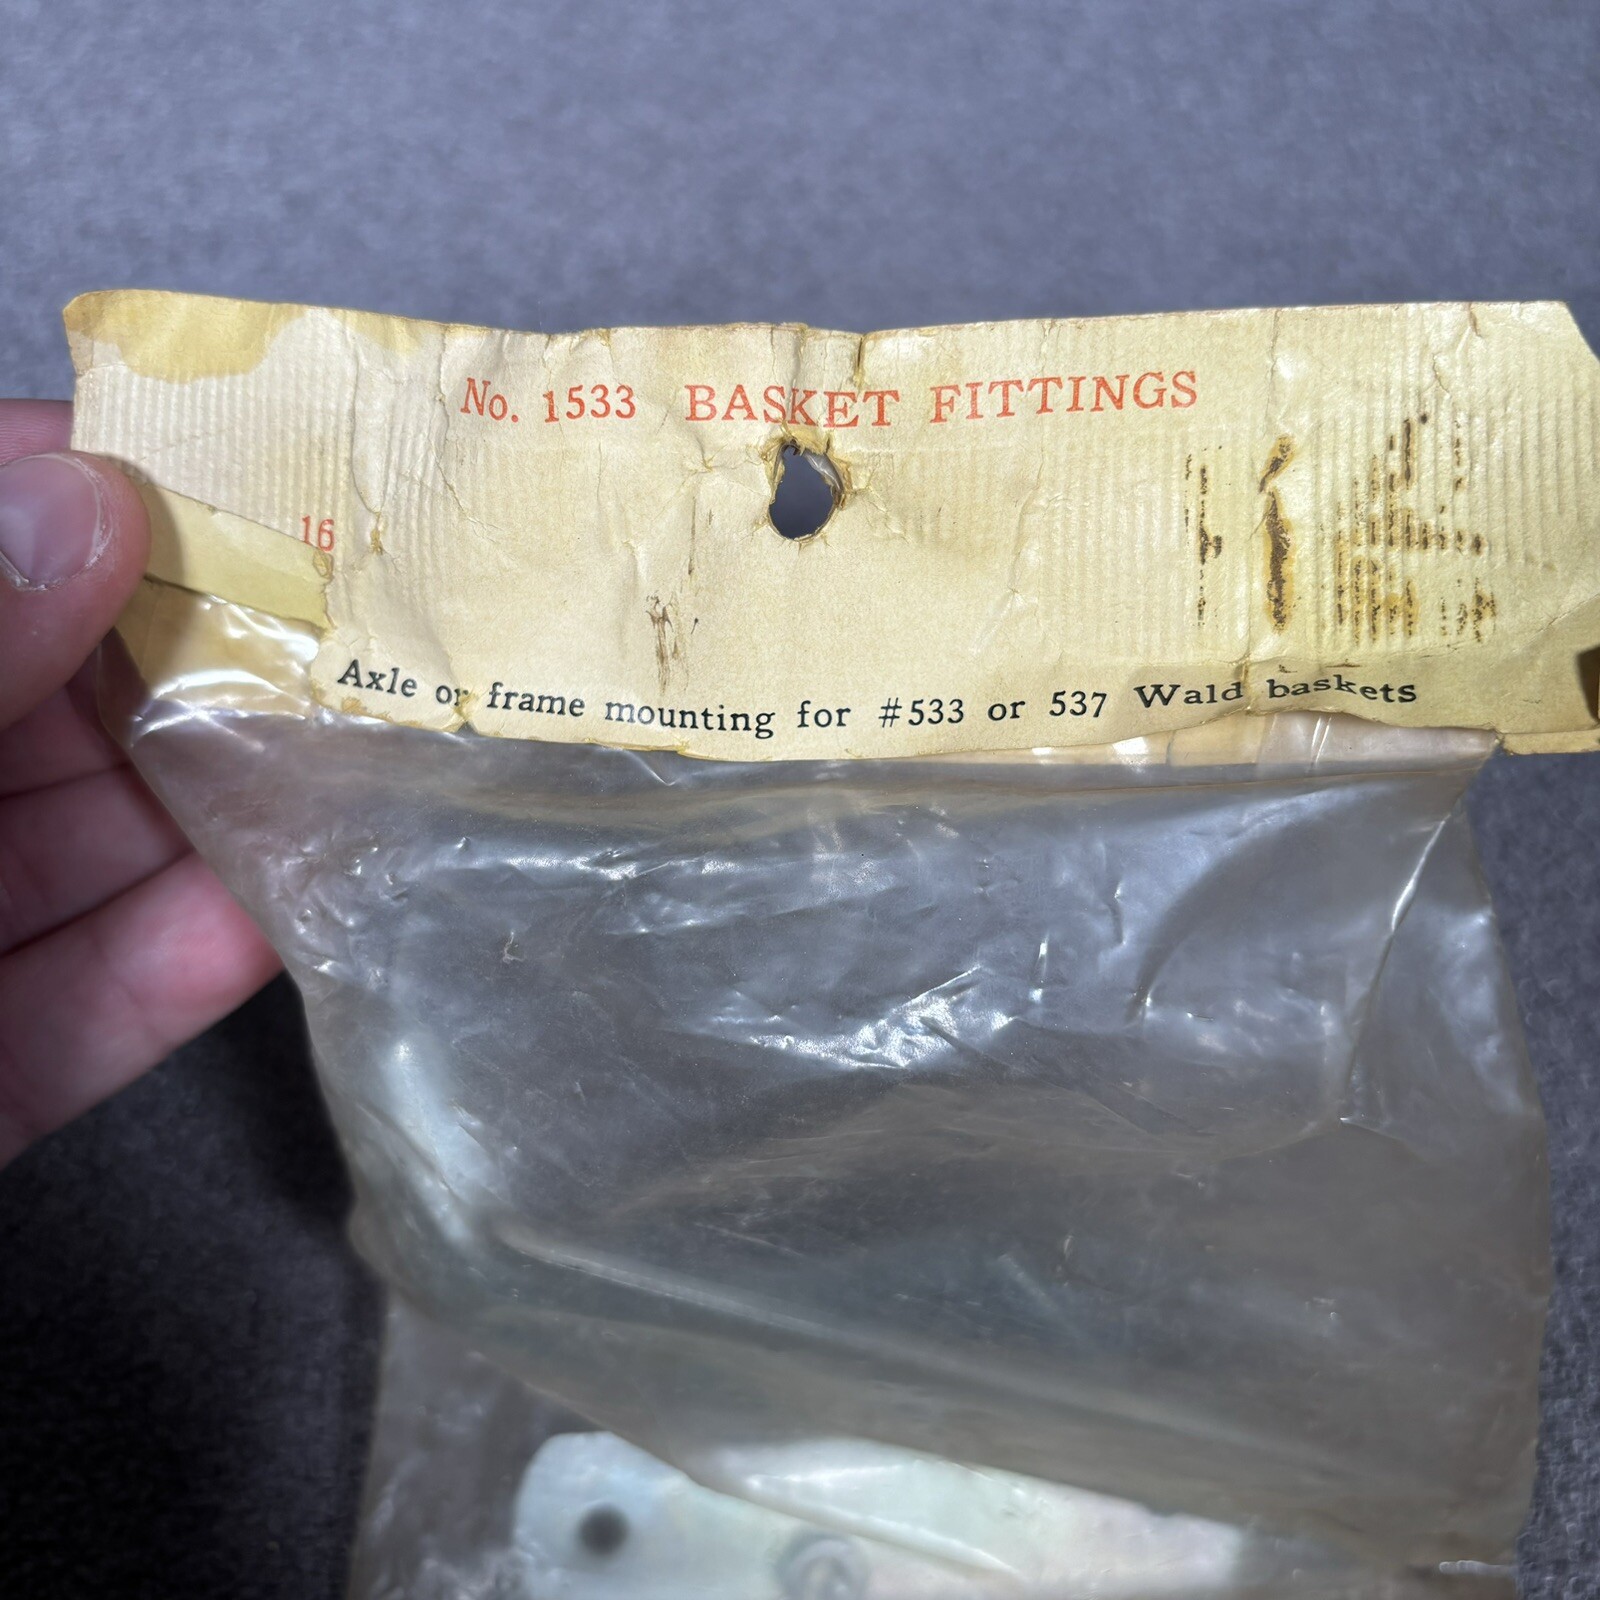 No. 1533 BASKET FITTINGS
16
Axle or frame mounting for #533 or 537 Wald baskets